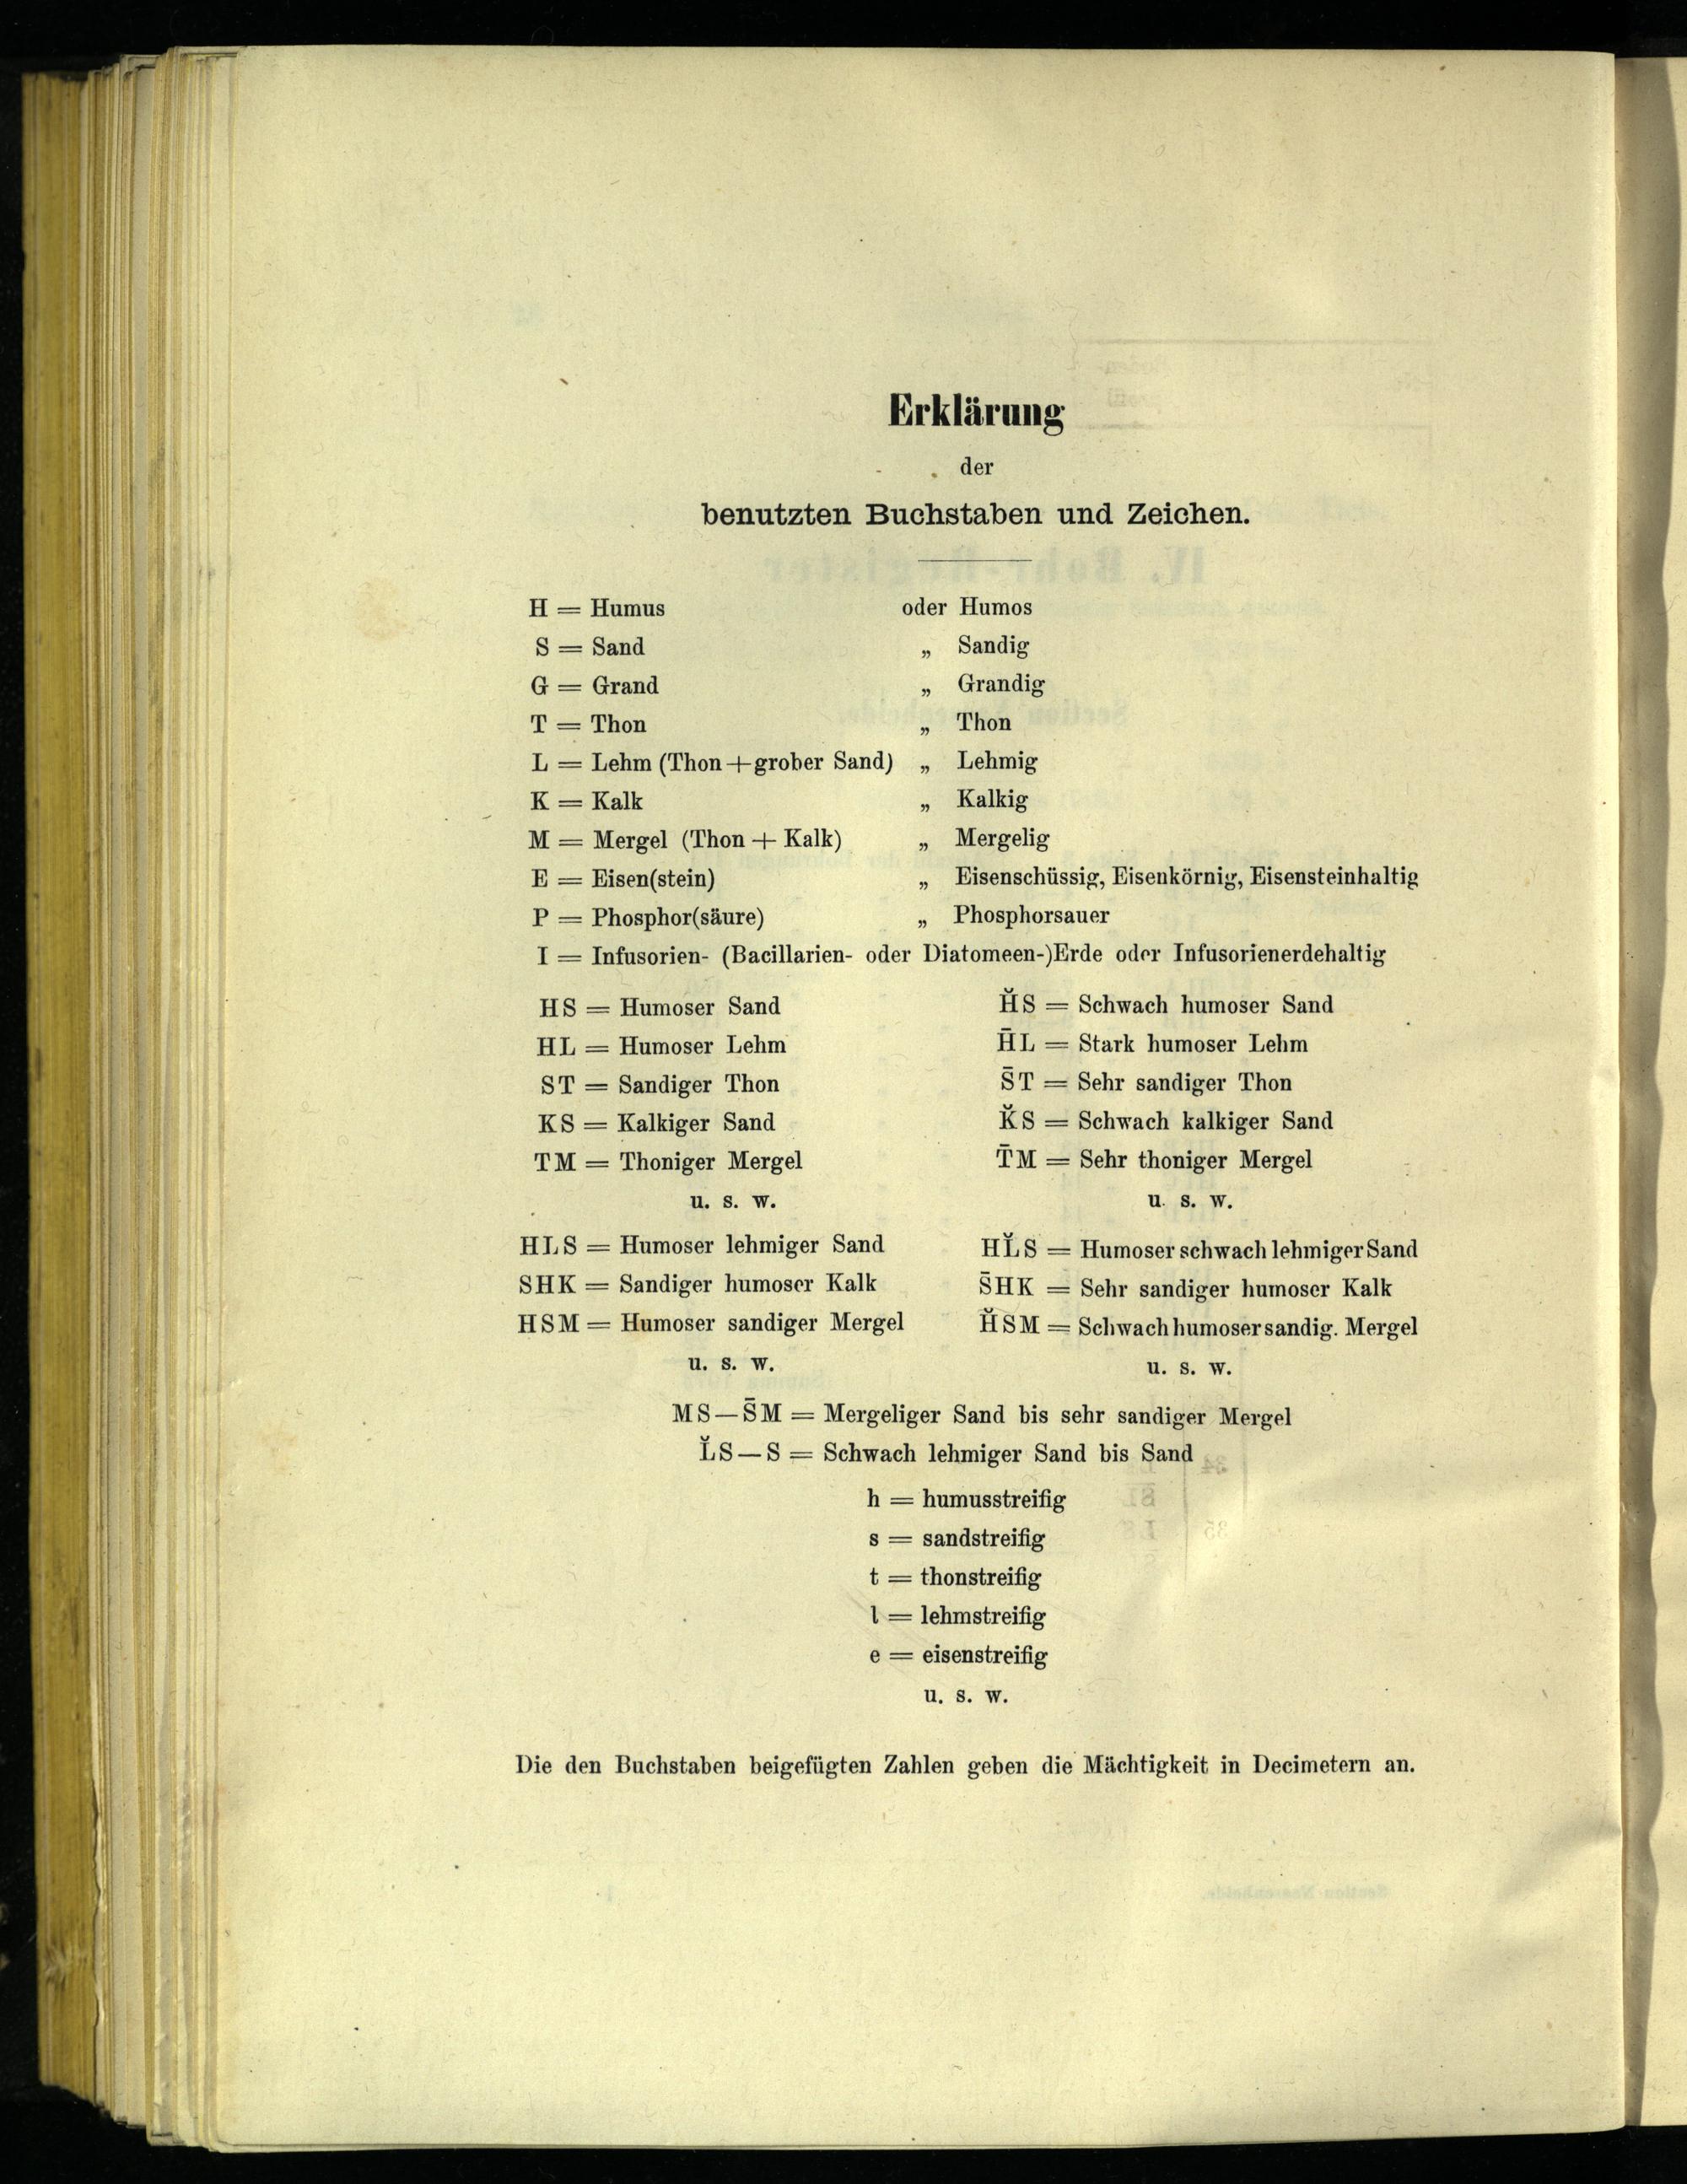 Erklärung
der
benutzten Buchstaben und Zeichen.
H = Humus oder Humos
S = Sand „ Sandig
G = Grand „ Grandig
T = Thon „ Thon
L = Lehm (Thon + grober Sand) „ Lehmig
K = Kalk „ Kalkig
M = Mergel (Thon + Kalk) „ Mergelig
E = Eisen(stein) „ Eisenschüssig, Eisenkörnig, Eisensteinhaltig
P = Phosphor(säure) „ Phosphorsauer
I = Infusorien- (Bacillarien- oder Diatomeen-)Erde oder Infusorienerdehaltig
HS = Humoser Sand H̆S = Schwach humoser Sand
HL = Humoser Lehm H̄L = Stark humoser Lehm
ST = Sandiger Thon S̄T = Sehr sandiger Thon
KS = Kalkiger Sand K̆S = Schwach kalkiger Sand
TM = Thoniger Mergel T̄M = Sehr thoniger Mergel
u. s. w. u. s. w.
HLS = Humoser lehmiger Sand HL̆S = Humoser schwach lehmiger Sand
SHK = Sandiger humoser Kalk S̄HK = Sehr sandiger humoser Kalk
HSM = Humoser sandiger Mergel H̆SM = Schwach humoser sandig. Mergel
u. s. w. u. s. w.
MS—S̄M = Mergeliger Sand bis sehr sandiger Mergel
L̆S—S = Schwach lehmiger Sand bis Sand
h = humusstreifig
s = sandstreifig
t = thonstreifig
l = lehmstreifig
e = eisenstreifig
u. s. w.
Die den Buchstaben beigefügten Zahlen geben die Mächtigkeit in Decimetern an.